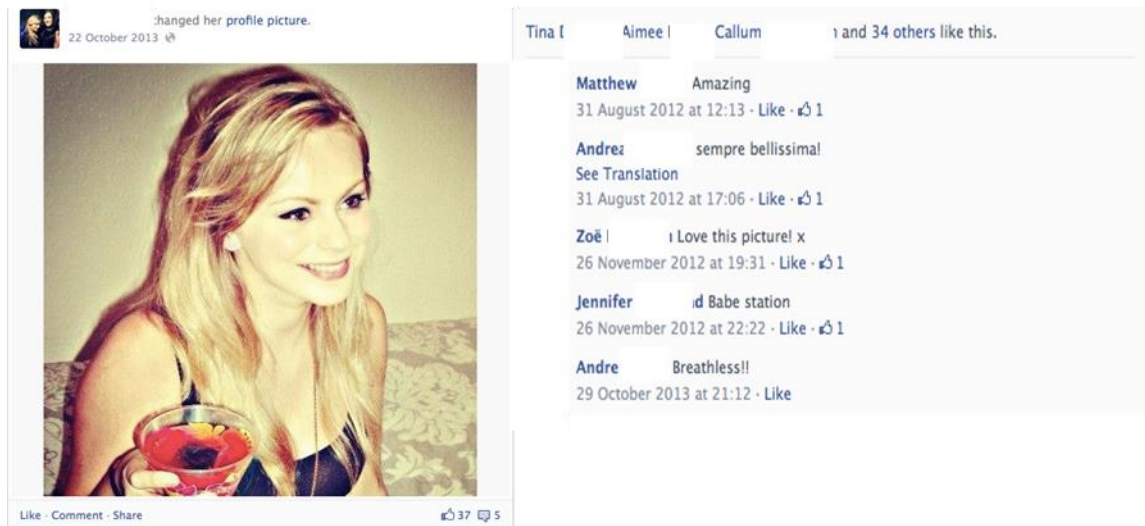 changed her profile picture.
22 October 2013
Like · Comment · Share 37 5
Tina Aimee Callum and 34 others like this.
Matthew Amazing
31 August 2012 at 12:13 · Like · 1
Andrea sempre bellissima!
See Translation
31 August 2012 at 17:06 · Like · 1
Zoë Love this picture! x
26 November 2012 at 19:31 · Like · 1
Jennifer Babe station
26 November 2012 at 22:22 · Like · 1
Andre Breathless!!
29 October 2013 at 21:12 · Like